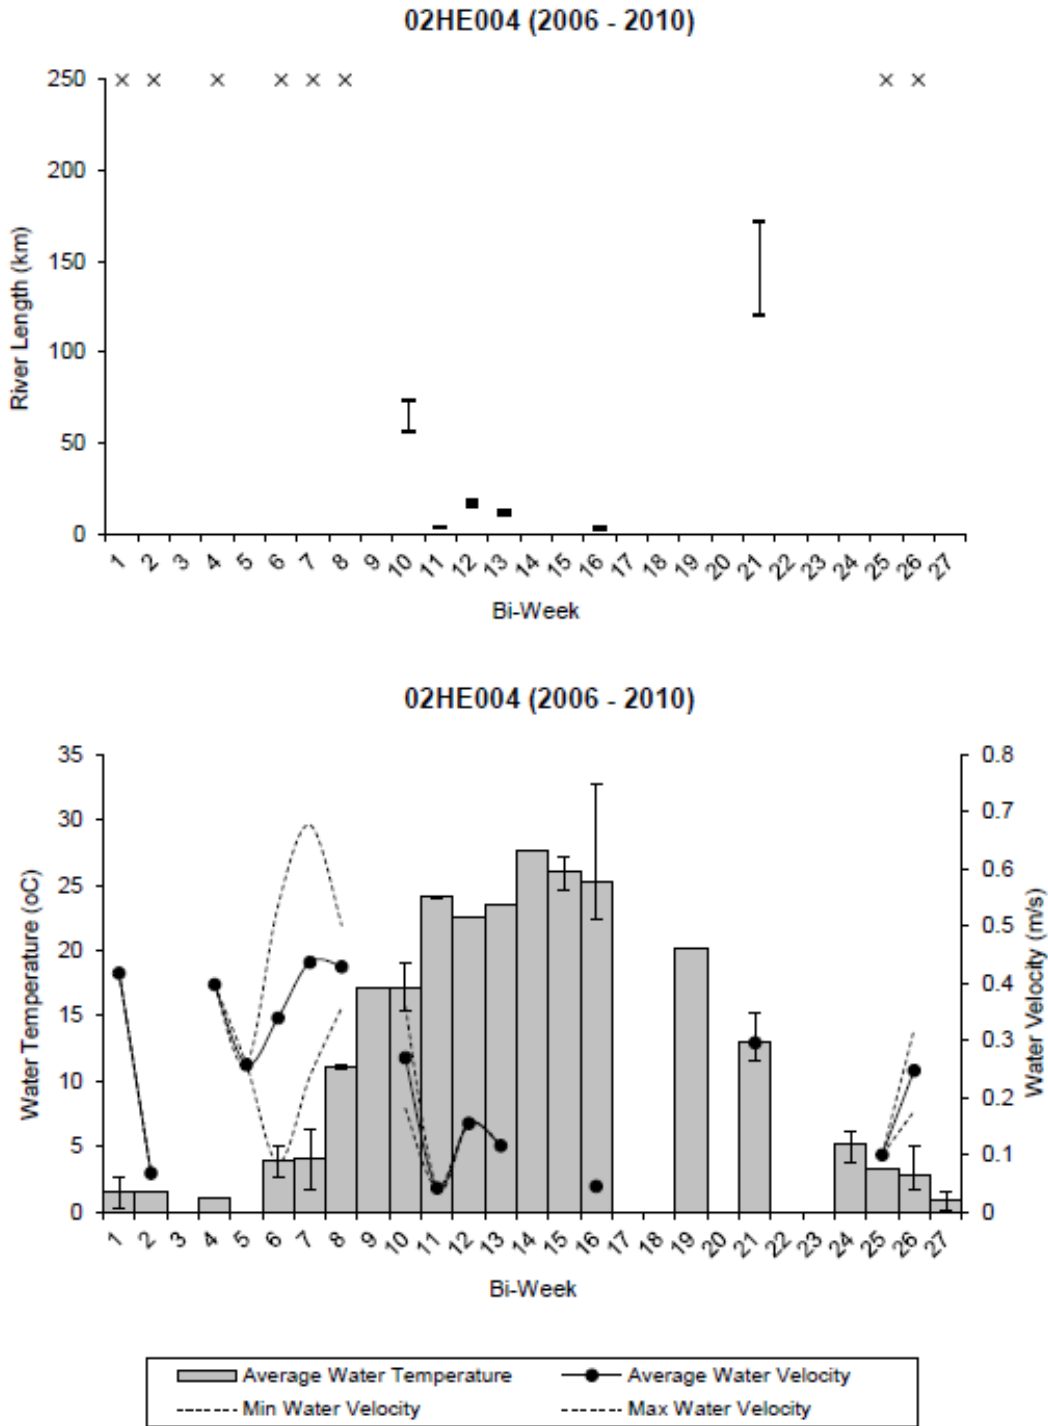 02HE004 (2006 - 2010)
250
200
150
100
50
0
River Length (km)
1 2 3 4 5 6 7 8 9 10 11 12 13 14 15 16 17 18 19 20 21 22 23 24 25 26 27
Bi-Week
02HE004 (2006 - 2010)
35
30
25
20
15
10
5
0
Water Temperature (oC)
0.8
0.7
0.6
0.5
0.4
0.3
0.2
0.1
0
Water Velocity (m/s)
1 2 3 4 5 6 7 8 9 10 11 12 13 14 15 16 17 18 19 20 21 22 23 24 25 26 27
Bi-Week
Average Water Temperature Average Water Velocity
Min Water Velocity Max Water Velocity